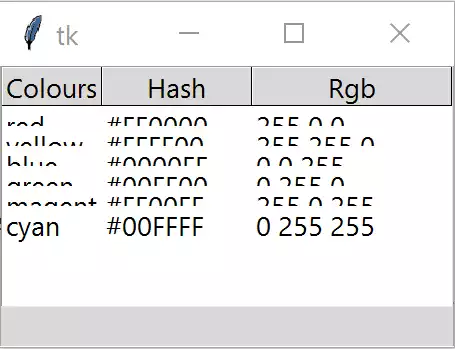 tk
Colours Hash Rgb
red #FF0000 255 0 0
yellow #FFFF00 255 255 0
blue #0000FF 0 0 255
green #00FF00 0 255 0
magent #FF00FF 255 0 255
cyan #00FFFF 0 255 255